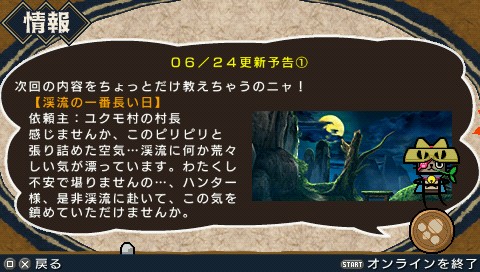 情報
06／24更新予告①
次回の内容をちょっとだけ教えちゃうのニャ！
【渓流の一番長い日】
依頼主：ユクモ村の村長
感じませんか、このピリピリと
張り詰めた空気…渓流に何か荒々
しい気が漂っています。わたくし
不安で堪りませんの…、ハンター
様、是非渓流に赴いて、この気を
鎮めていただけませんか。
戻る
START オンラインを終了